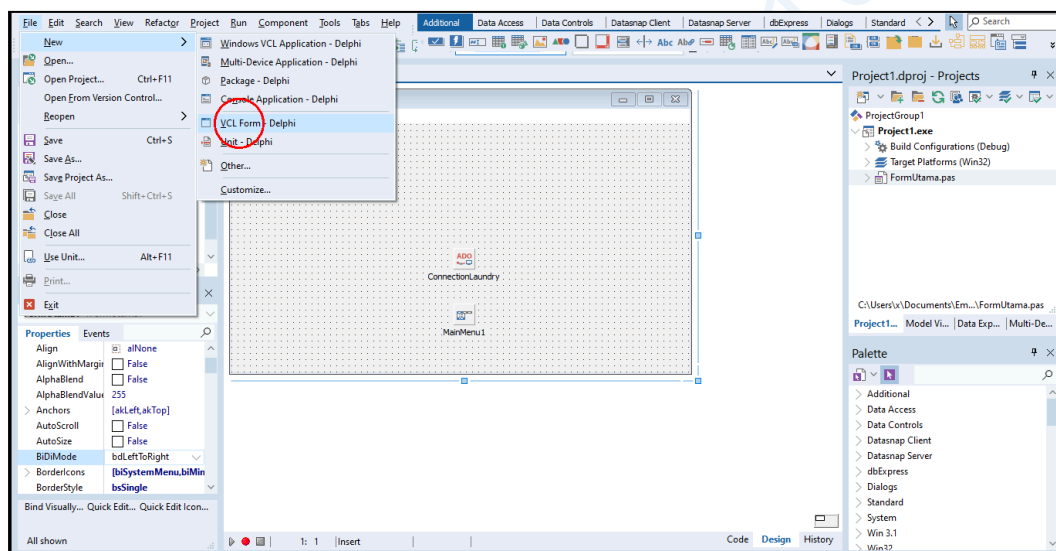 File Edit Search View Refactor Project Run Component Tools Tabs Help
Additional Data Access Data Controls Datasnap Client Datasnap Server dbExpress Dialogs Standard
Search
New
Open...
Open Project... Ctrl+F11
Open From Version Control...
Reopen
Save Ctrl+S
Save As...
Save Project As...
Save All Shift+Ctrl+S
Close
Close All
Use Unit... Alt+F11
Print...
Exit
Windows VCL Application - Delphi
Multi-Device Application - Delphi
Package - Delphi
Console Application - Delphi
VCL Form - Delphi
Unit - Delphi
Other...
Customize...
Abc
ADO
ConnectionLaundry
MainMenu1
Properties Events
Align alNone
AlignWithMargin False
AlphaBlend False
AlphaBlendValue 255
Anchors [akLeft,akTop]
AutoScroll False
AutoSize False
BiDiMode bdLeftToRight
BorderIcons [biSystemMenu,biMin
BorderStyle bsSingle
Bind Visually... Quick Edit... Quick Edit Icon...
All shown
1: 1 Insert
Code Design History
Project1.dproj - Projects
ProjectGroup1
Project1.exe
Build Configurations (Debug)
Target Platforms (Win32)
FormUtama.pas
C:\Users\x\Documents\Em...\FormUtama.pas
Project1... Model Vi... Data Exp... Multi-De...
Palette
Additional
Data Access
Data Controls
Datasnap Client
Datasnap Server
dbExpress
Dialogs
Standard
System
Win 3.1
Win32